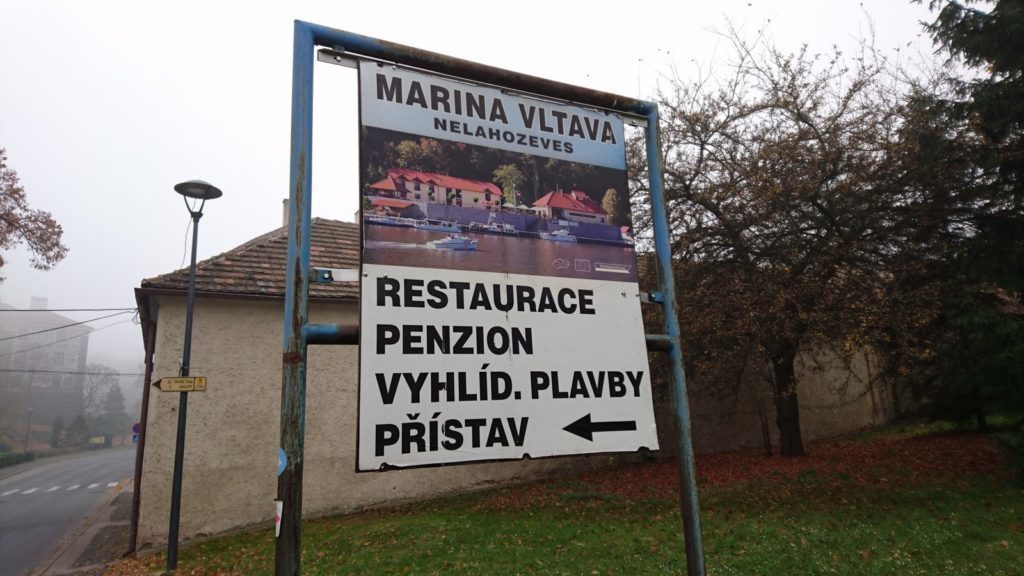 MARINA VLTAVA
NELAHOZEVES
RESTAURACE
PENZION
VYHLÍD. PLAVBY
PŘÍSTAV